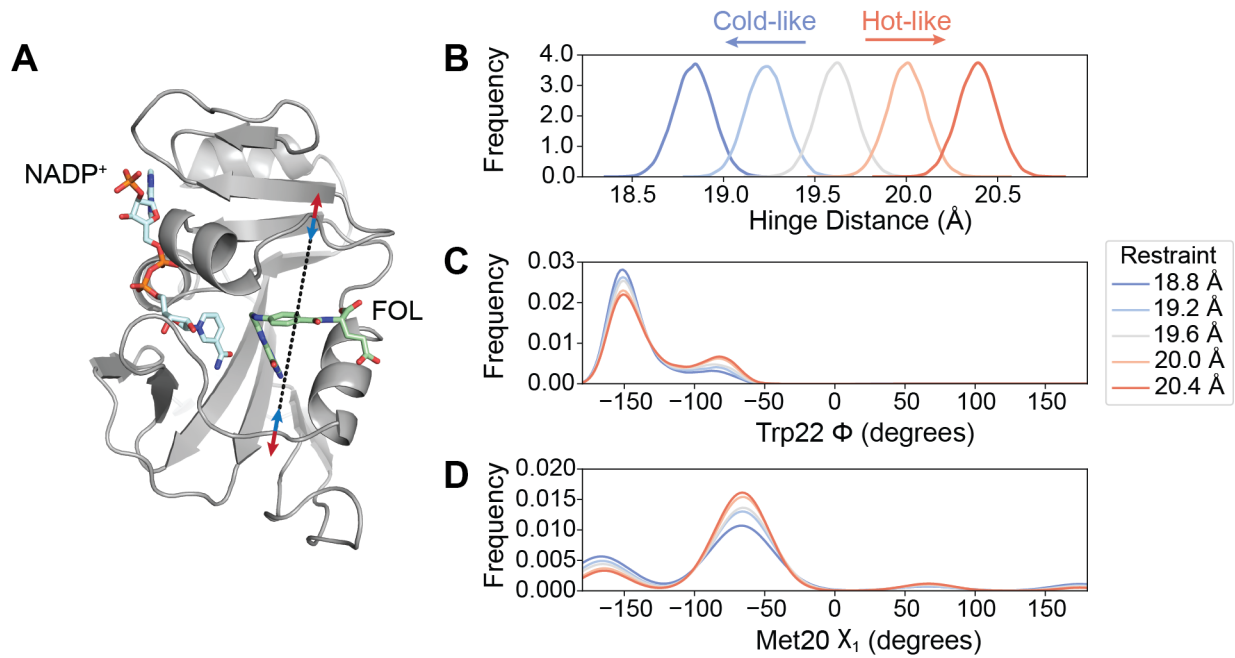 A
NADP⁺
FOL
B
Cold-like
Hot-like
Frequency
4.0
3.0
2.0
1.0
0.0
18.5 19.0 19.5 20.0 20.5
Hinge Distance (Å)
C
Frequency
0.03
0.02
0.01
0.00
−150 −100 −50 0 50 100 150
Trp22 Φ (degrees)
D
Frequency
0.020
0.015
0.010
0.005
0.000
−150 −100 −50 0 50 100 150
Met20 Χ₁ (degrees)
Restraint
18.8 Å
19.2 Å
19.6 Å
20.0 Å
20.4 Å